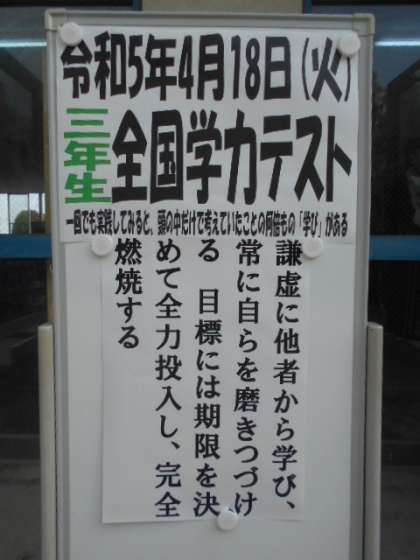 令和5年4月18日(火)
三年生
全国学力テスト
一回でも実践してみると、頭の中だけで考えていたことの何倍もの「学び」がある
謙虚に他者から学び、
常に自らを磨きつづけ
る　目標には期限を決
めて全力投入し、完全
燃焼する